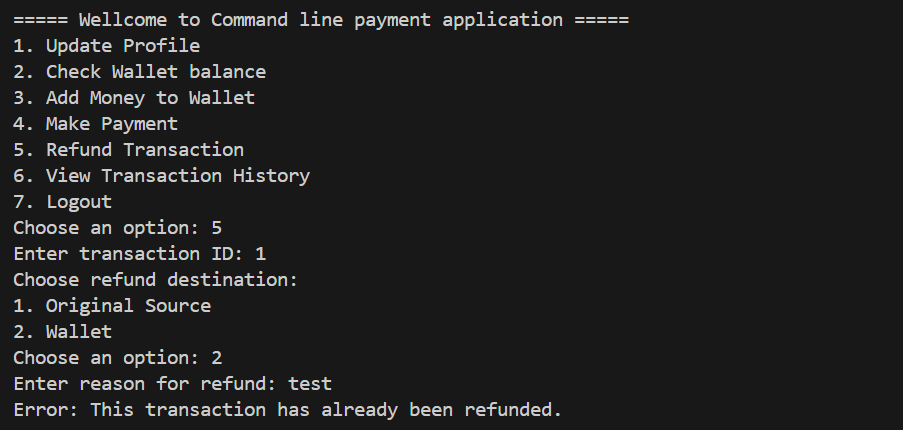 ===== Wellcome to Command line payment application =====
1. Update Profile
2. Check Wallet balance
3. Add Money to Wallet
4. Make Payment
5. Refund Transaction
6. View Transaction History
7. Logout
Choose an option: 5
Enter transaction ID: 1
Choose refund destination:
1. Original Source
2. Wallet
Choose an option: 2
Enter reason for refund: test
Error: This transaction has already been refunded.